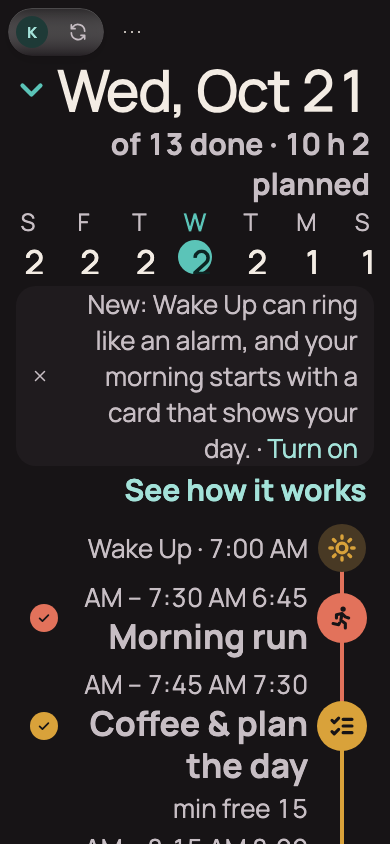 K
Wed, Oct 21
of 13 done · 10 h 2
planned
S F T W T M S
2 2 2 2 2 1 1
New: Wake Up can ring
like an alarm, and your
morning starts with a
card that shows your
day. · Turn on
See how it works
Wake Up · 7:00 AM
AM – 7:30 AM 6:45
Morning run
AM – 7:45 AM 7:30
Coffee & plan
the day
min free 15